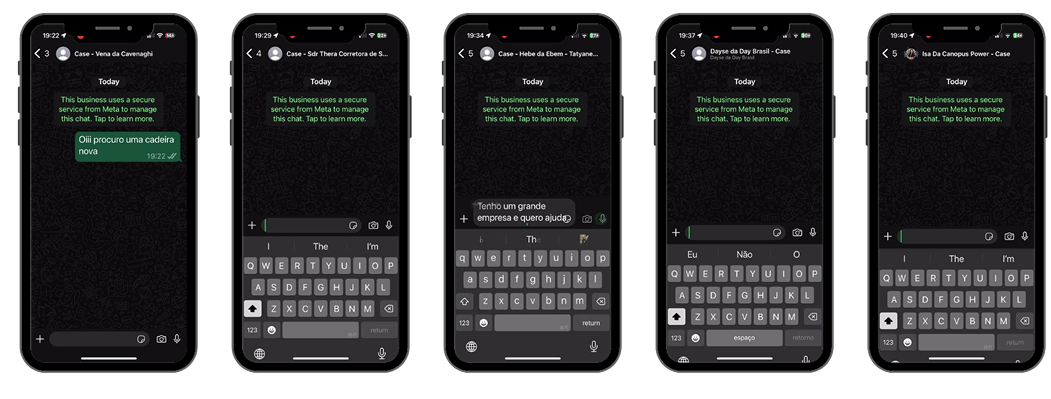 19:22
3
Case - Vena da Cavenaghi
Today
This business uses a secure
service from Meta to manage
this chat. Tap to learn more.
Oiii procuro uma cadeira
nova
19:22
19:29
4
Case - Sdr Thera Corretora de S...
Today
This business uses a secure
service from Meta to manage
this chat. Tap to learn more.
I The I'm
Q W E R T Y U I O P
A S D F G H J K L
Z X C V B N M
123 return
19:34
5
Case - Hebe da Ebem - Tatyane...
Today
This business uses a secure
service from Meta to manage
this chat. Tap to learn more.
Tenho um grande
empresa e quero ajuda
q w e r t y u i o p
a s d f g h j k l
z x c v b n m
123 return
19:37
5
Dayse da Day Brasil - Case
Dayse da Day Brasil
Today
This business uses a secure
service from Meta to manage
this chat. Tap to learn more.
Eu Não O
Q W E R T Y U I O P
A S D F G H J K L
Z X C V B N M
123 espaço retorno
19:40
5
Isa Da Canopus Power - Case
Today
This business uses a secure
service from Meta to manage
this chat. Tap to learn more.
I The I'm
Q W E R T Y U I O P
A S D F G H J K L
Z X C V B N M
123 return